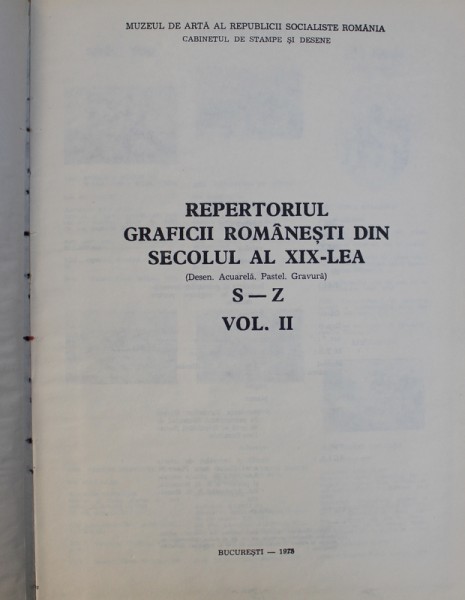 MUZEUL DE ARTĂ AL REPUBLICII SOCIALISTE ROMÂNIA
CABINETUL DE STAMPE ȘI DESENE
REPERTORIUL
GRAFICII ROMÂNEȘTI DIN
SECOLUL AL XIX-LEA
(Desen. Acuarelă. Pastel. Gravură)
S — Z
VOL. II
BUCUREȘTI — 1978